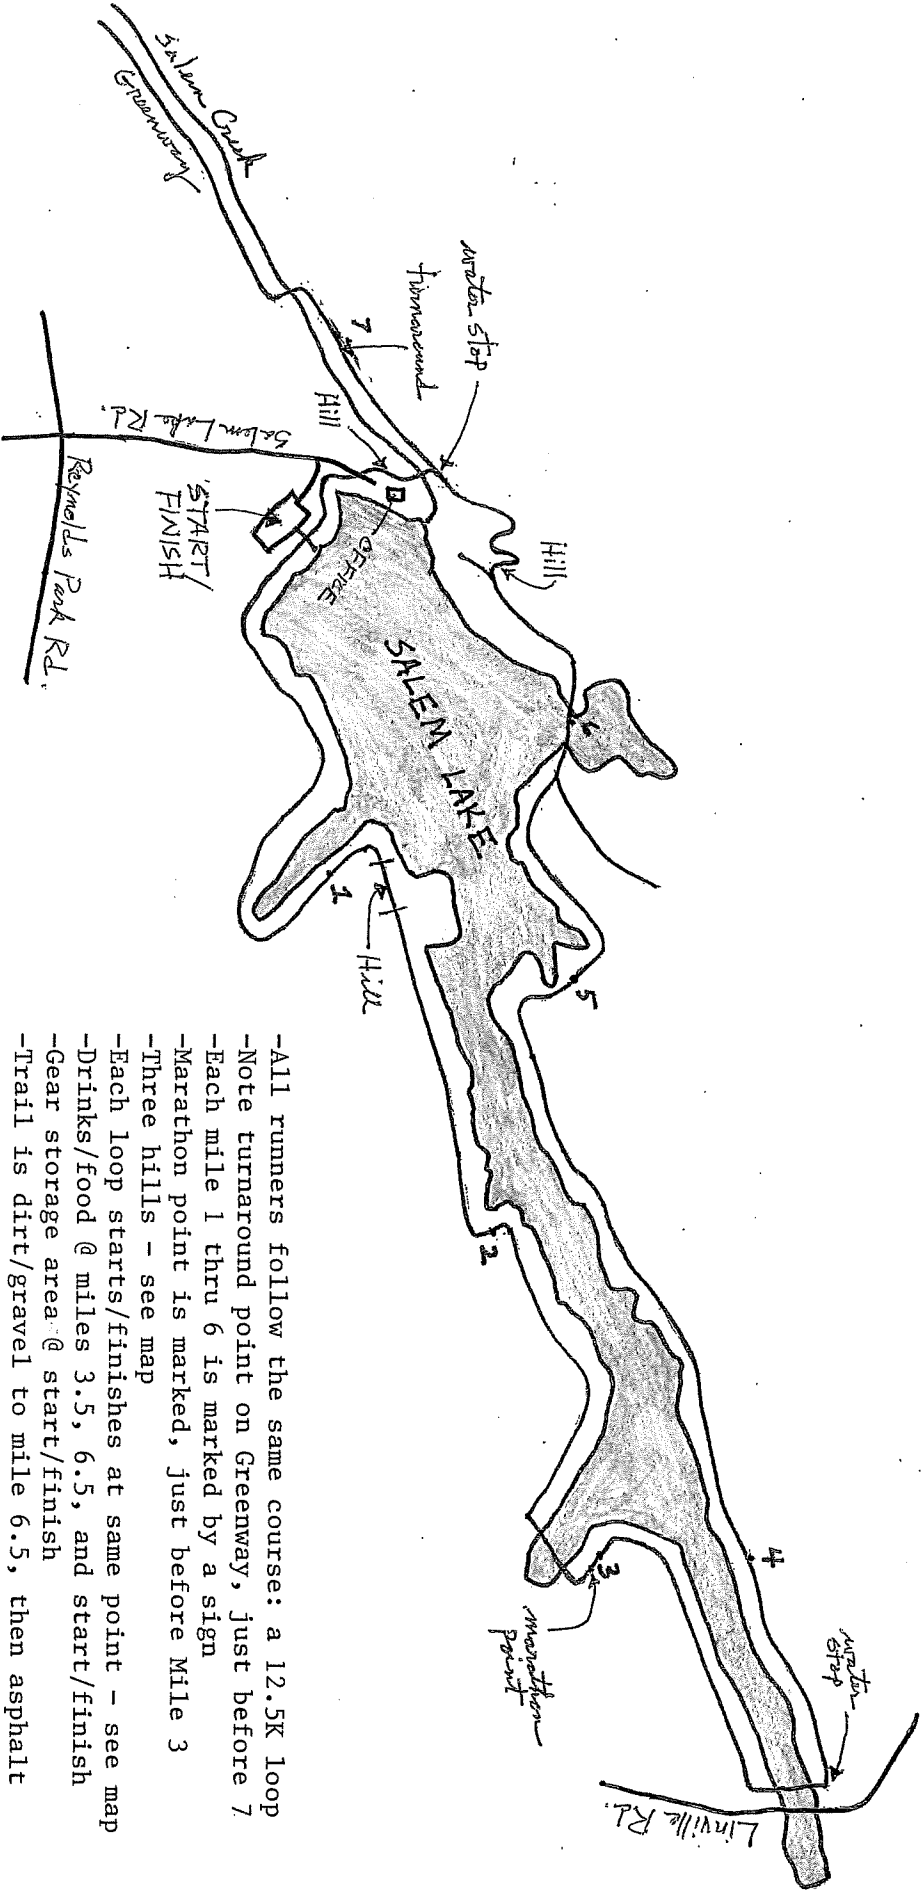 Salem Creek
Greenway
water stop
turnaround
7
Hill
Salem Lake Rd.
Reynolds Park Rd.
START/
FINISH
OFFICE
Hill
SALEM LAKE
6
1
Hill
5
2
3
marathon
point
4
water
stop
Linville Rd.
-All runners follow the same course: a 12.5K loop
-Note turnaround point on Greenway, just before 7
-Each mile 1 thru 6 is marked by a sign
-Marathon point is marked, just before Mile 3
-Three hills - see map
-Each loop starts/finishes at same point - see map
-Drinks/food @ miles 3.5, 6.5, and start/finish
-Gear storage area @ start/finish
-Trail is dirt/gravel to mile 6.5, then asphalt